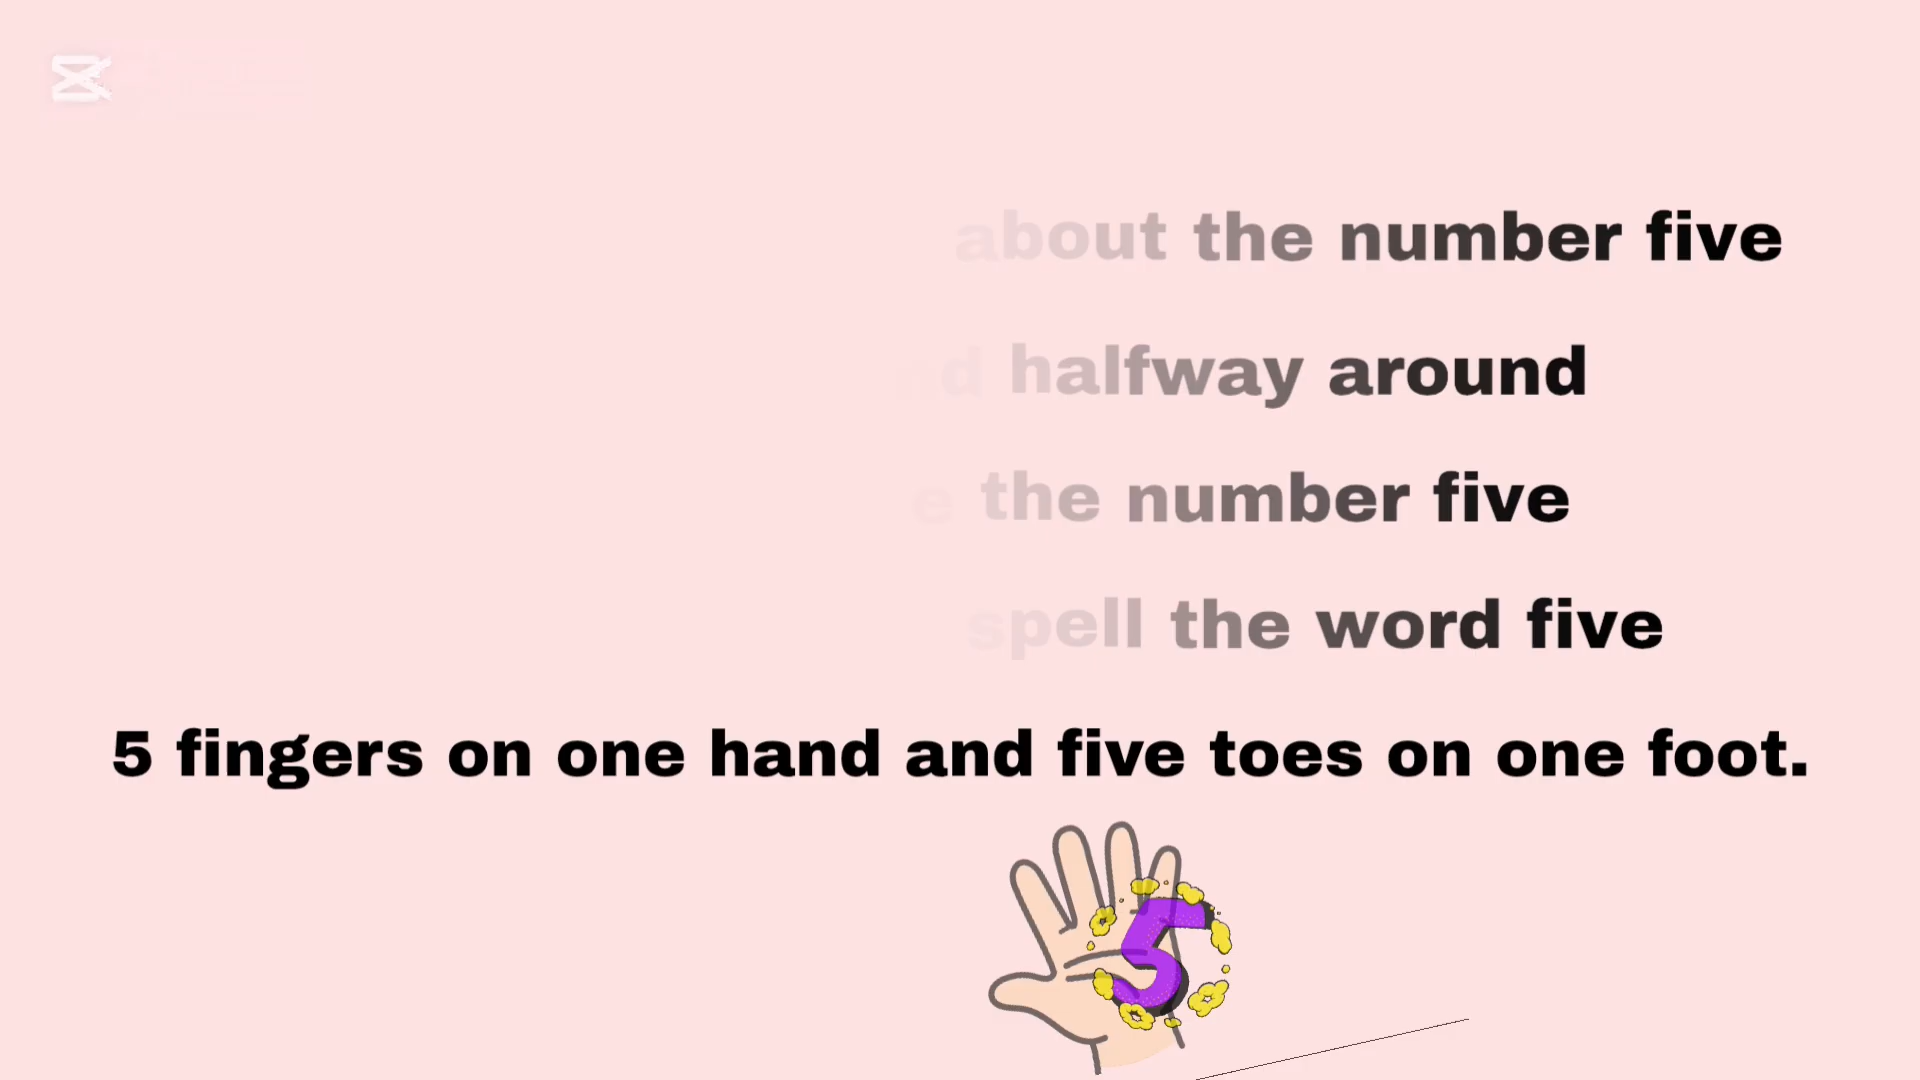 about the number five
halfway around
the number five
spell the word five
5 fingers on one hand and five toes on one foot.
5